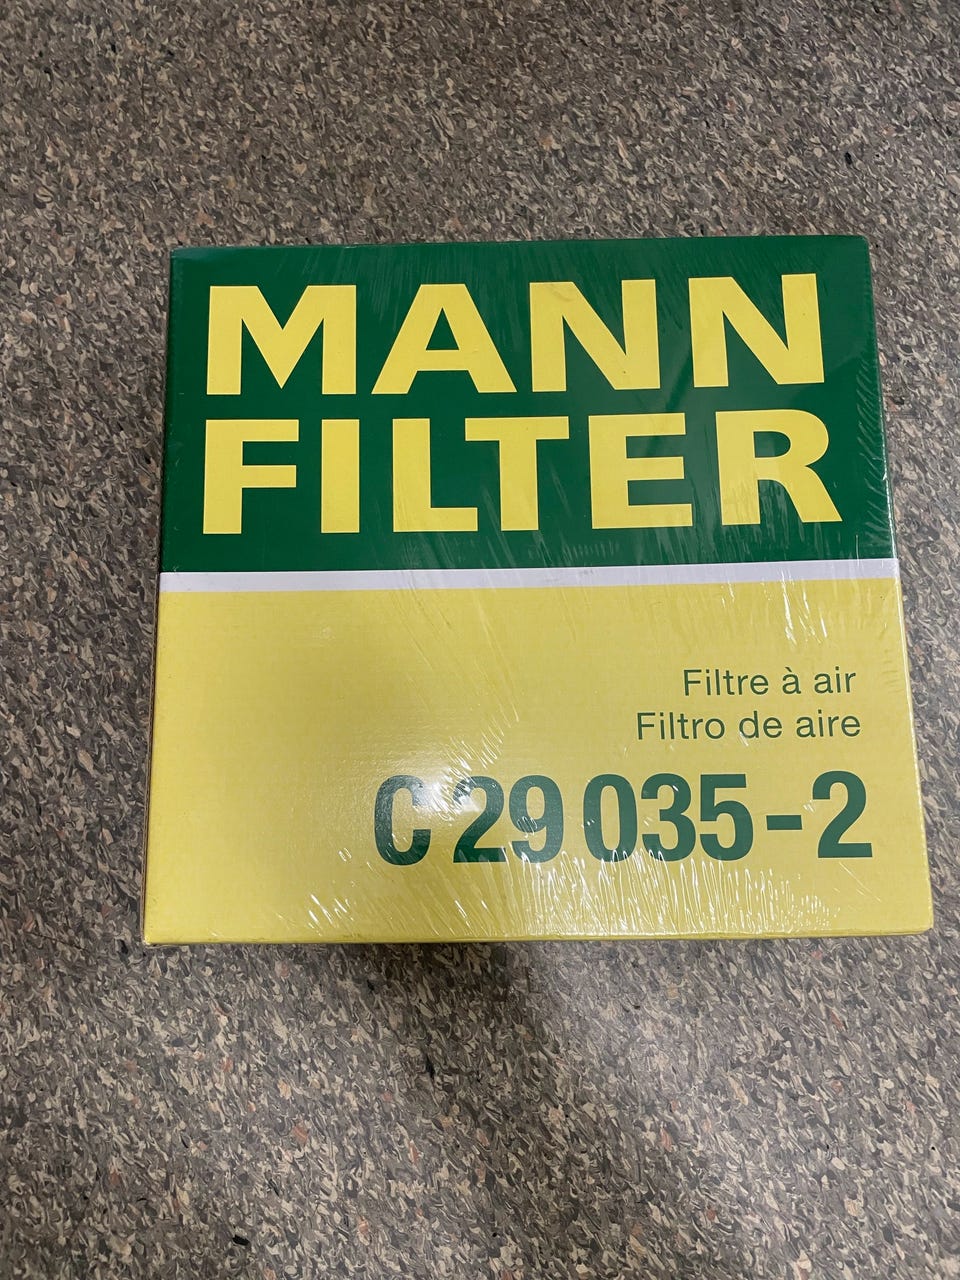 MANN
FILTER
Filtre à air
Filtro de aire
C 29 035-2